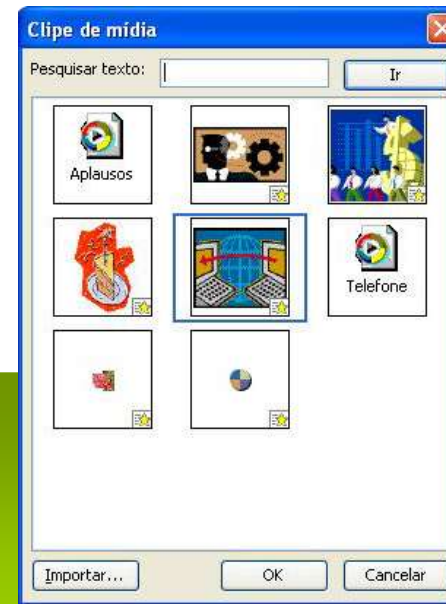 Clipe de mídia
Pesquisar texto:
Ir
Aplausos
Telefone
Importar...
OK
Cancelar